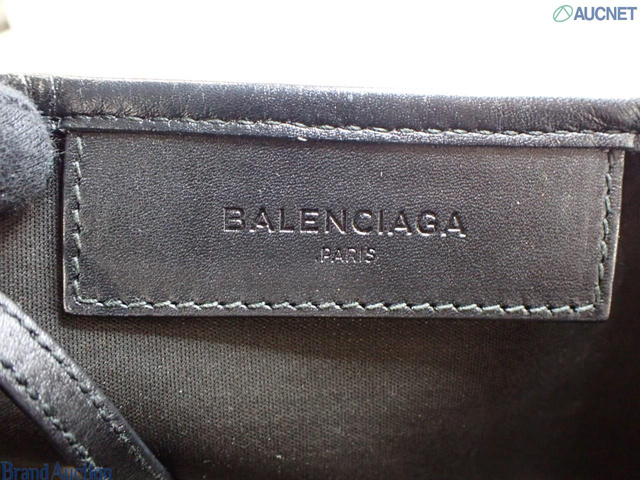 AUCNET
BALENCIAGA
PARIS
Brand Auction